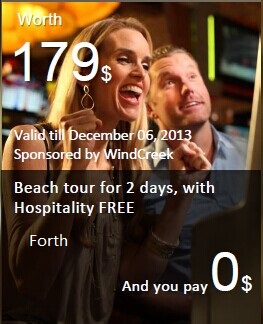 Worth
179$
Valid till December 06, 2013
Sponsored by WindCreek
Beach tour for 2 days, with
Hospitality FREE
Forth
And you pay 0$